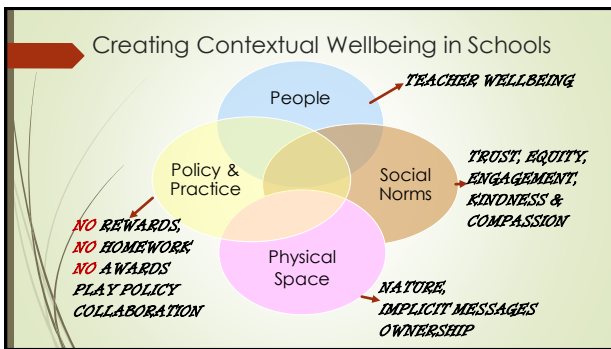 Creating Contextual Wellbeing in Schools
People
TEACHER WELLBEING
Policy &
Practice
Social
Norms
TRUST, EQUITY,
ENGAGEMENT,
KINDNESS &
COMPASSION
NO REWARDS,
NO HOMEWORK
NO AWARDS
PLAY POLICY
COLLABORATION
Physical
Space
NATURE,
IMPLICIT MESSAGES
OWNERSHIP